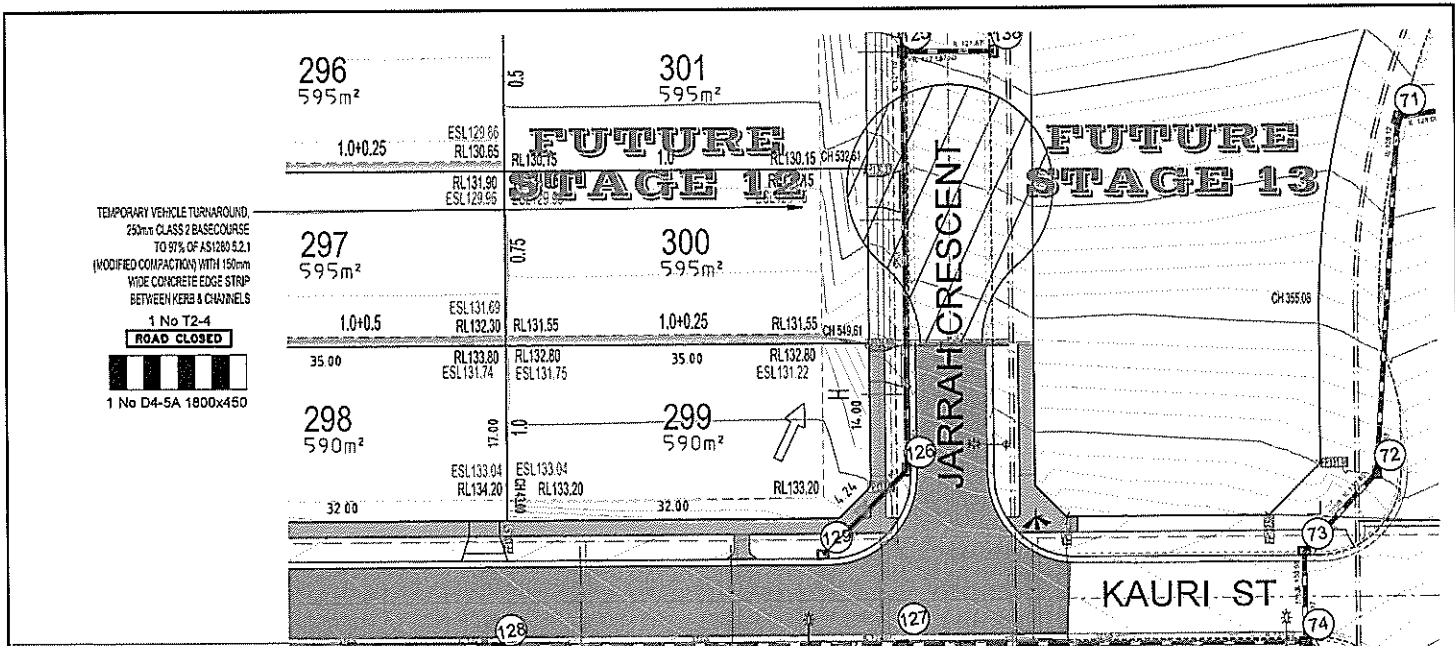 296
595m²
0.5
301
595m²
ESL129.66
RL130.65
1.0+0.25
FUTURE
STAGE 12
RL130.15
1.0
RL130.15
CH 532.61
RL131.90
ESL129.96
FUTURE
STAGE 13
71
TEMPORARY VEHICLE TURNAROUND,
250mm CLASS 2 BASECOURSE
TO 97% OF AS1280 5.2.1
(MODIFIED COMPACTION) WITH 150mm
WIDE CONCRETE EDGE STRIP
BETWEEN KERB & CHANNELS
1 No T2-4
ROAD CLOSED
1 No D4-5A 1800x450
297
595m²
0.75
300
595m²
ESL131.69
RL132.30
1.0+0.5
RL131.55
1.0+0.25
RL131.55
CH 549.61
CH 355.08
35.00
RL133.80
ESL131.74
RL132.80
ESL131.75
35.00
RL132.80
ESL131.22
298
590m²
17.00
1.0
299
590m²
14.00
H
JARRAH CRESCENT
126
72
ESL133.04
RL134.20
ESL133.04
RL133.20
RL133.20
4.24
32.00
32.00
129
73
KAURI ST
128
127
74